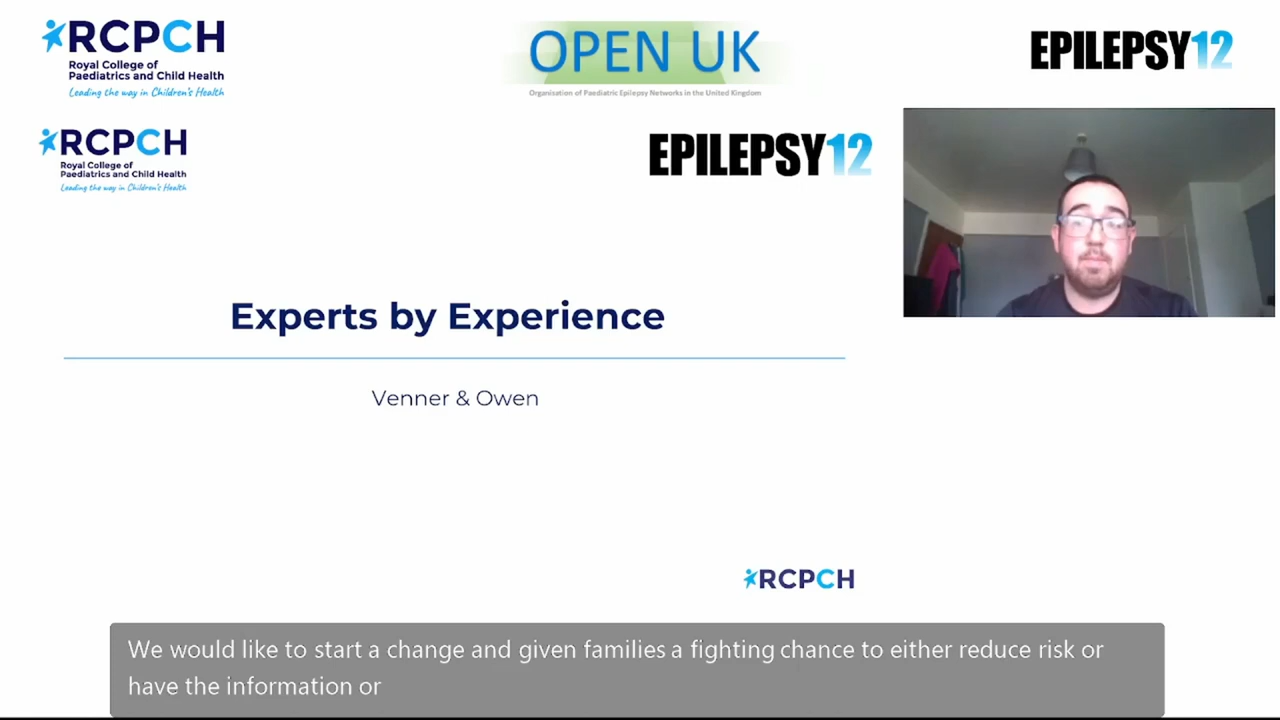 RCPCH
Royal College of
Paediatrics and Child Health
Leading the way in Children's Health
OPEN UK
Organisation of Paediatric Epilepsy Networks in the United Kingdom
EPILEPSY12
RCPCH
Royal College of
Paediatrics and Child Health
Leading the way in Children's Health
EPILEPSY12
Experts by Experience
Venner & Owen
RCPCH
We would like to start a change and given families a fighting chance to either reduce risk or
have the information or